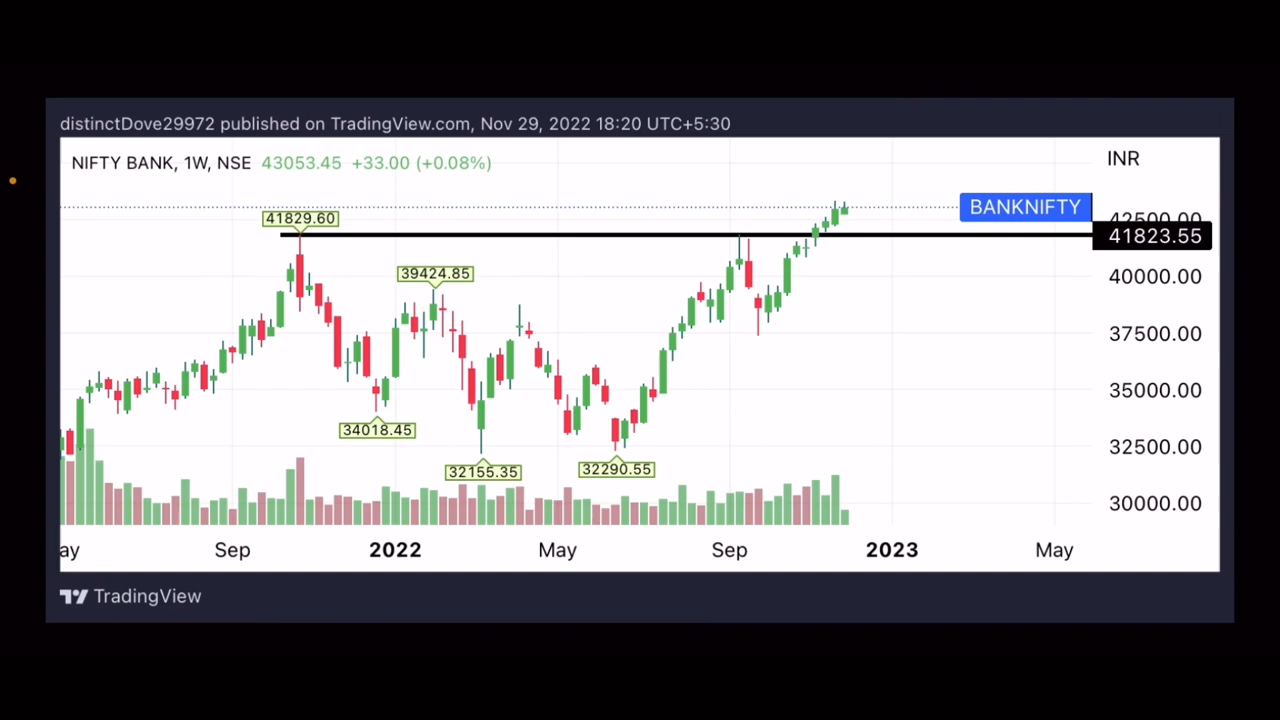 distinctDove29972 published on TradingView.com, Nov 29, 2022 18:20 UTC+5:30
NIFTY BANK, 1W, NSE 43053.45 +33.00 (+0.08%)
INR
BANKNIFTY
42500.00
41829.60
41823.55
39424.85
40000.00
37500.00
35000.00
34018.45
32500.00
32155.35
32290.55
30000.00
ay Sep 2022 May Sep 2023 May
TradingView